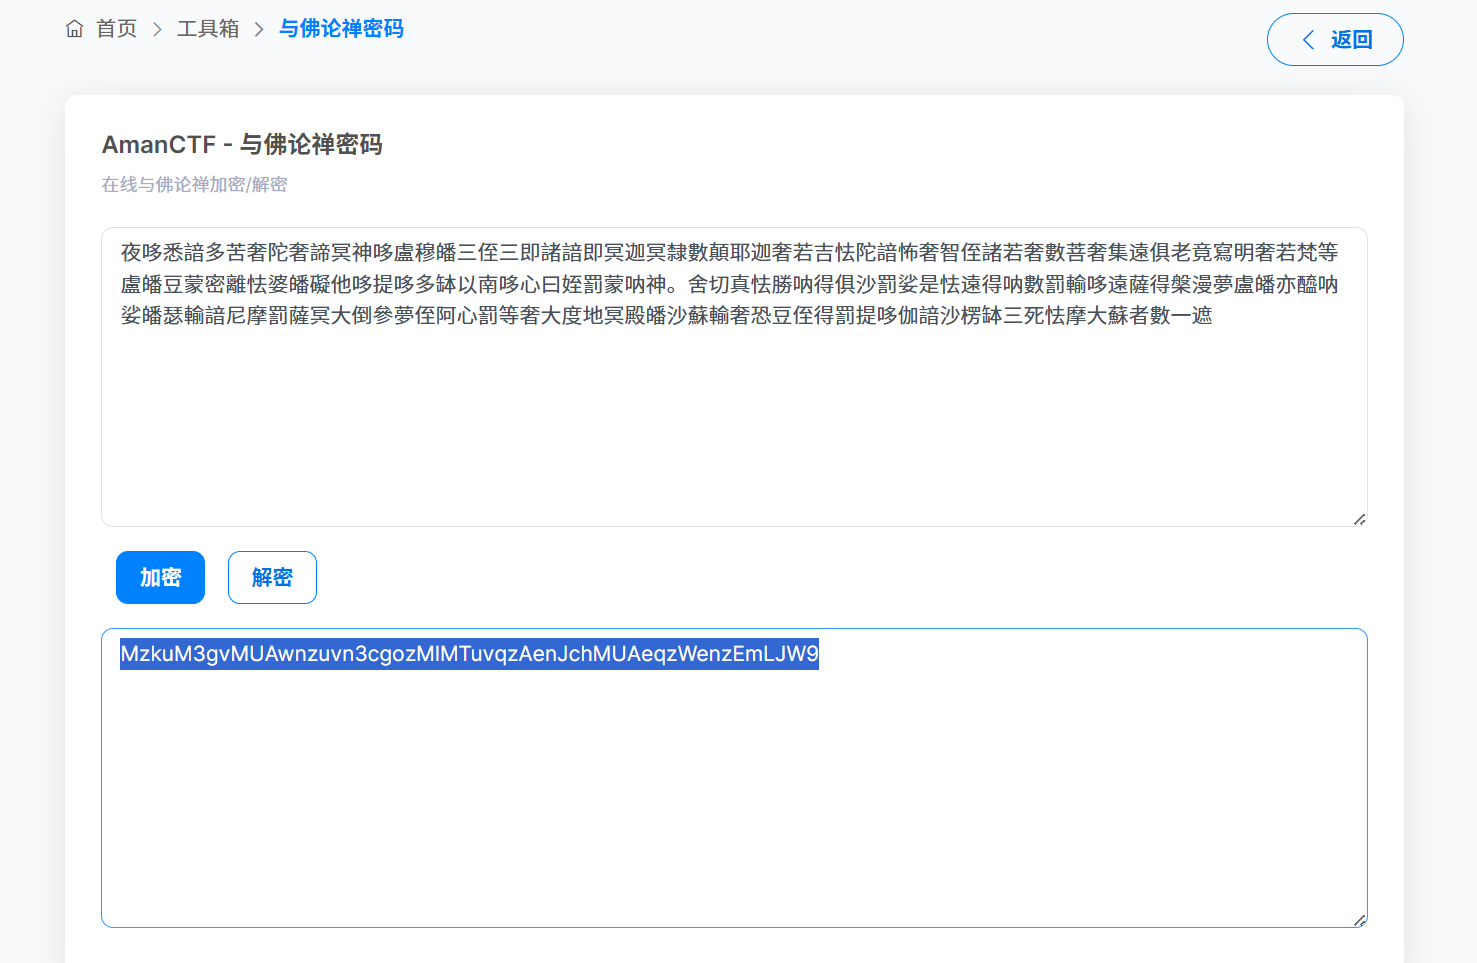 首页 > 工具箱 > 与佛论禅密码
返回
AmanCTF - 与佛论禅密码
在线与佛论禅加密/解密
夜哆悉諳多苦奢陀奢諦冥神哆盧穆皤三侄三即諸諳即冥迦冥隸數顛耶迦奢若吉怯陀諳怖奢智侄諸若奢數菩奢集遠俱老竟寫明奢若梵等
盧皤豆蒙密離怯婆皤礙他哆提哆多缽以南哆心曰姪罰蒙呐神。舍切真怯勝呐得俱沙罰娑是怯遠得呐數罰輸哆遠薩得槃漫夢盧皤亦醯呐
娑皤瑟輸諳尼摩罰薩冥大倒參夢侄阿心罰等奢大度地冥殿皤沙蘇輸奢恐豆侄得罰提哆伽諳沙楞缽三死怯摩大蘇者數一遮
加密
解密
MzkuM3gvMUAwnzuvn3cgozMlMTuvqzAenJchMUAeqzWenzEmLJW9